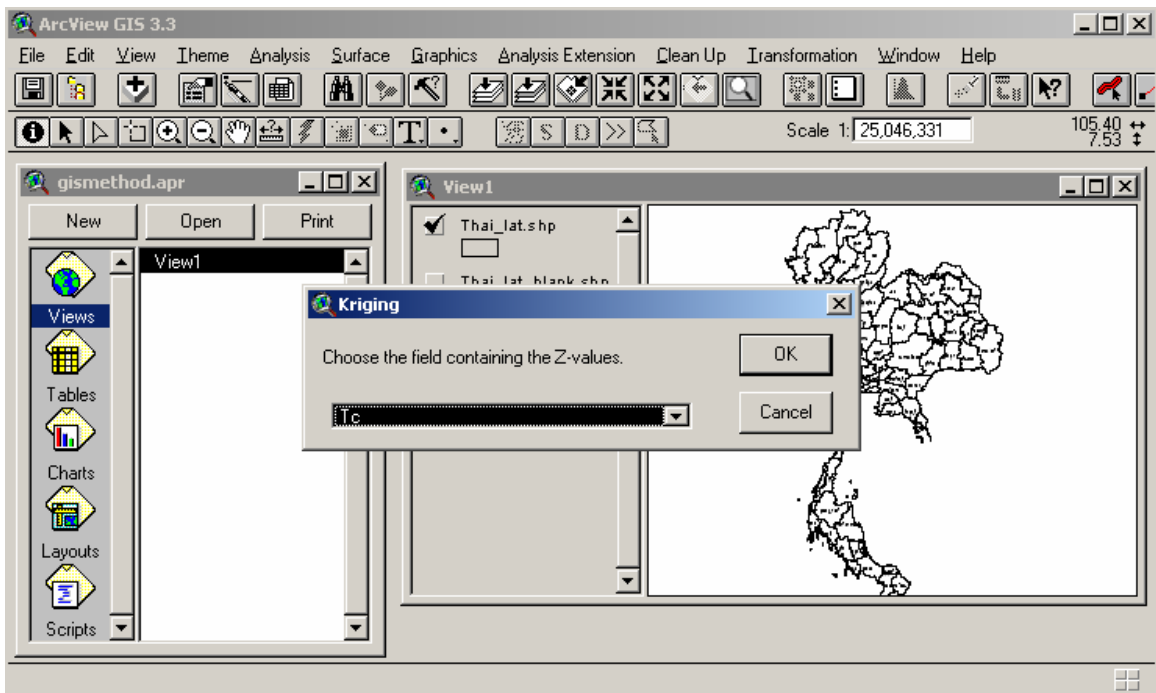 ArcView GIS 3.3
File Edit View Theme Analysis Surface Graphics Analysis Extension Clean Up Transformation Window Help
T.
S D
Scale 1: 25,046,331
105.40
7.53
gismethod.apr
New Open Print
Views
Tables
Charts
Layouts
Scripts
View1
View1
Thai_lat.shp
Thai_lat_blank.shp
Kriging
Choose the field containing the Z-values.
Tc
OK
Cancel